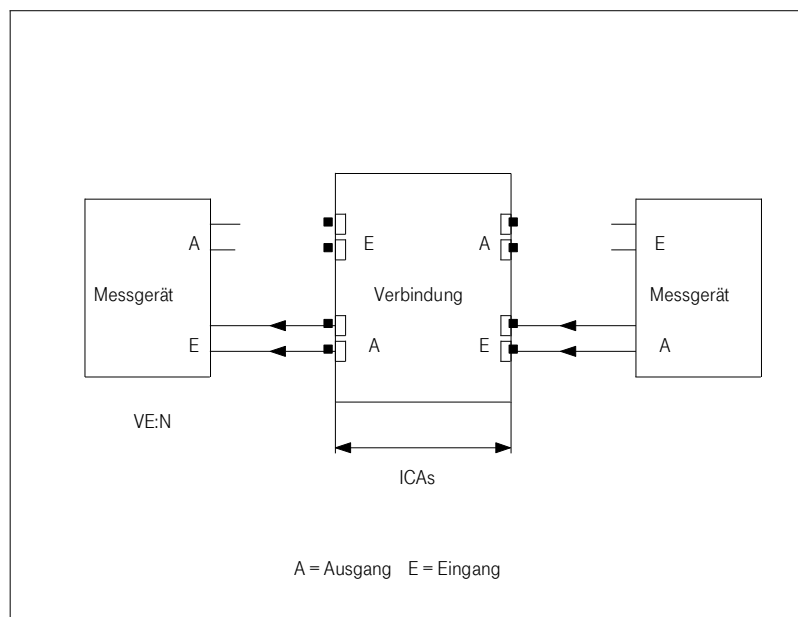 A
E
A
E
Messgerät
Verbindung
Messgerät
E
A
E
A
VE:N
ICAs
A = Ausgang E = Eingang